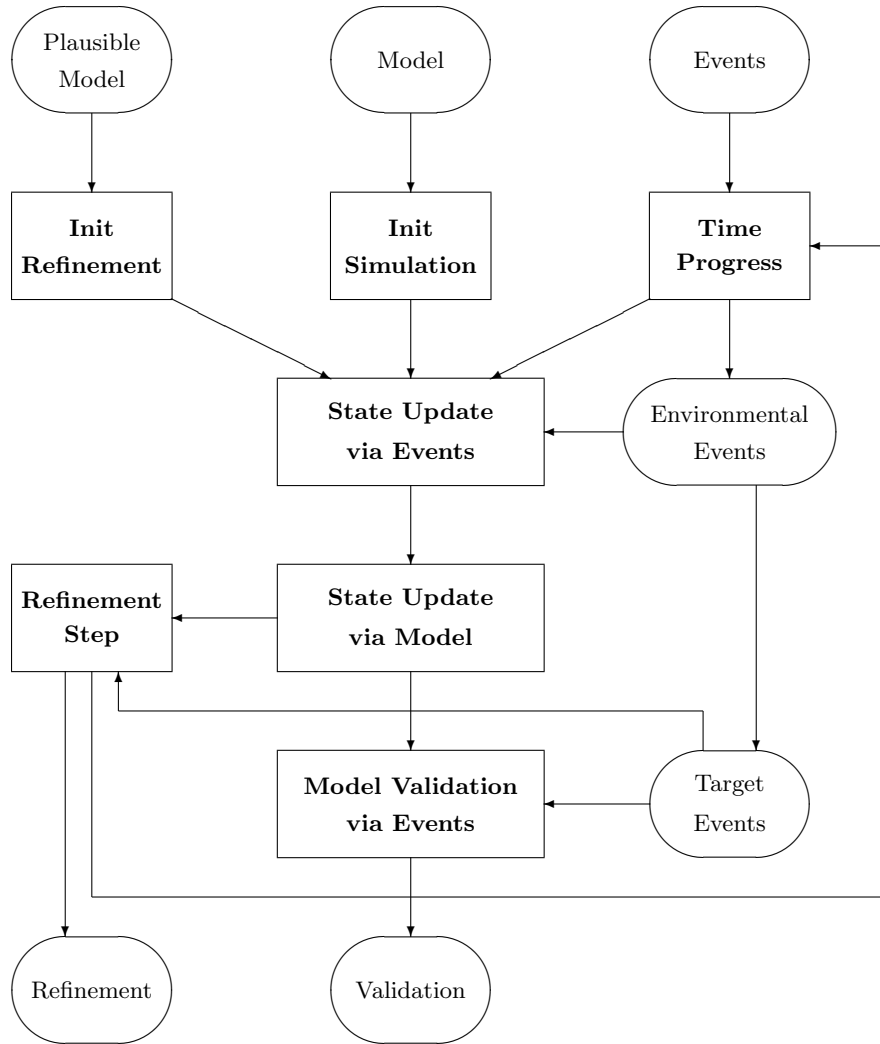 Plausible
Model
Model
Events
Init
Refinement
Init
Simulation
Time
Progress
State Update
via Events
Environmental
Events
Refinement
Step
State Update
via Model
Model Validation
via Events
Target
Events
Refinement
Validation